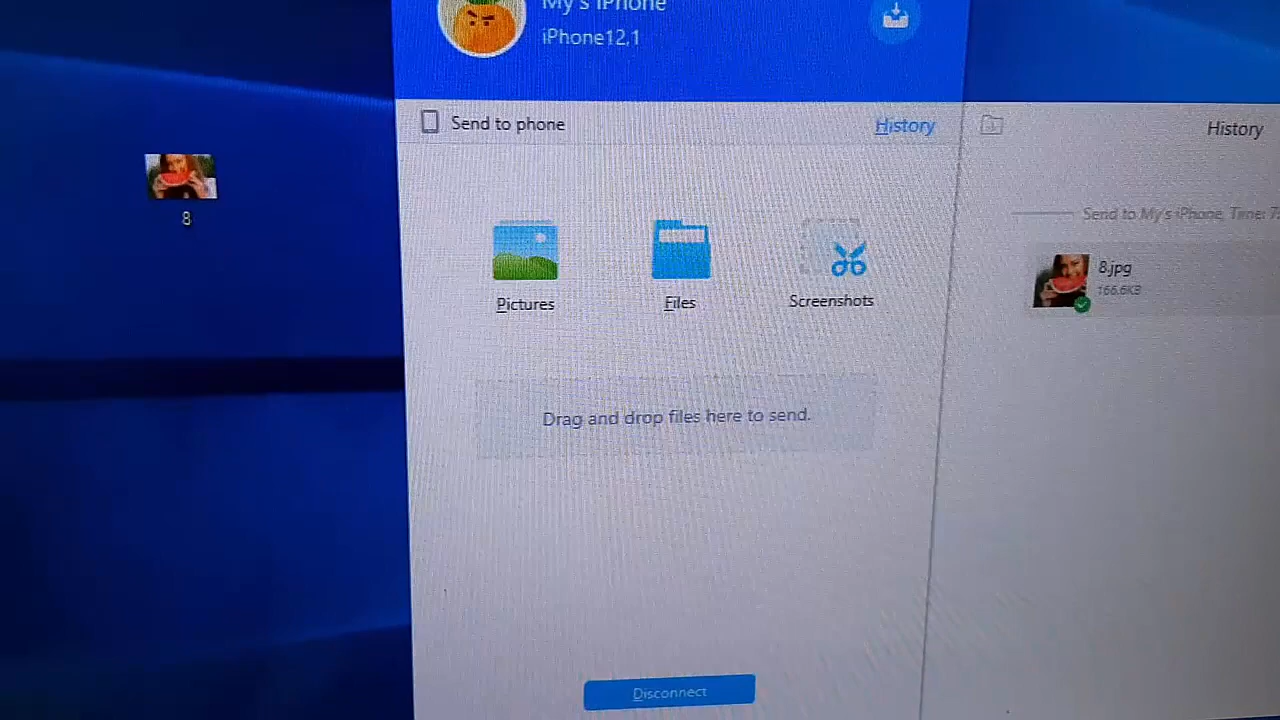 My's iPhone
iPhone12,1
Send to phone
History
History
8
Send to My's iPhone, Time: 7
8.jpg
166.6KB
Pictures
Files
Screenshots
Drag and drop files here to send.
Disconnect